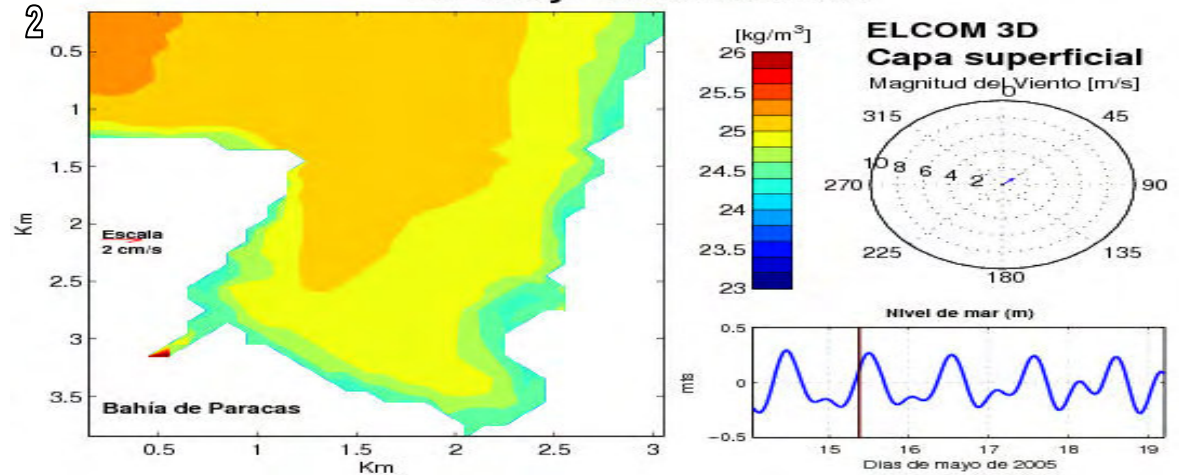 2
0.5
1
1.5
2
2.5
3
3.5
Km
Escala
2 cm/s
Bahía de Paracas
0.5 1 1.5 2 2.5 3
Km
[kg/m³]
26
25.5
25
24.5
24
23.5
23
ELCOM 3D
Capa superficial
Magnitud del Viento [m/s]
0
315 45
10 8 6 4 2
270 90
225 135
180
Nivel de mar (m)
0.5
0
−0.5
mts
15 16 17 18 19
Dias de mayo de 2005